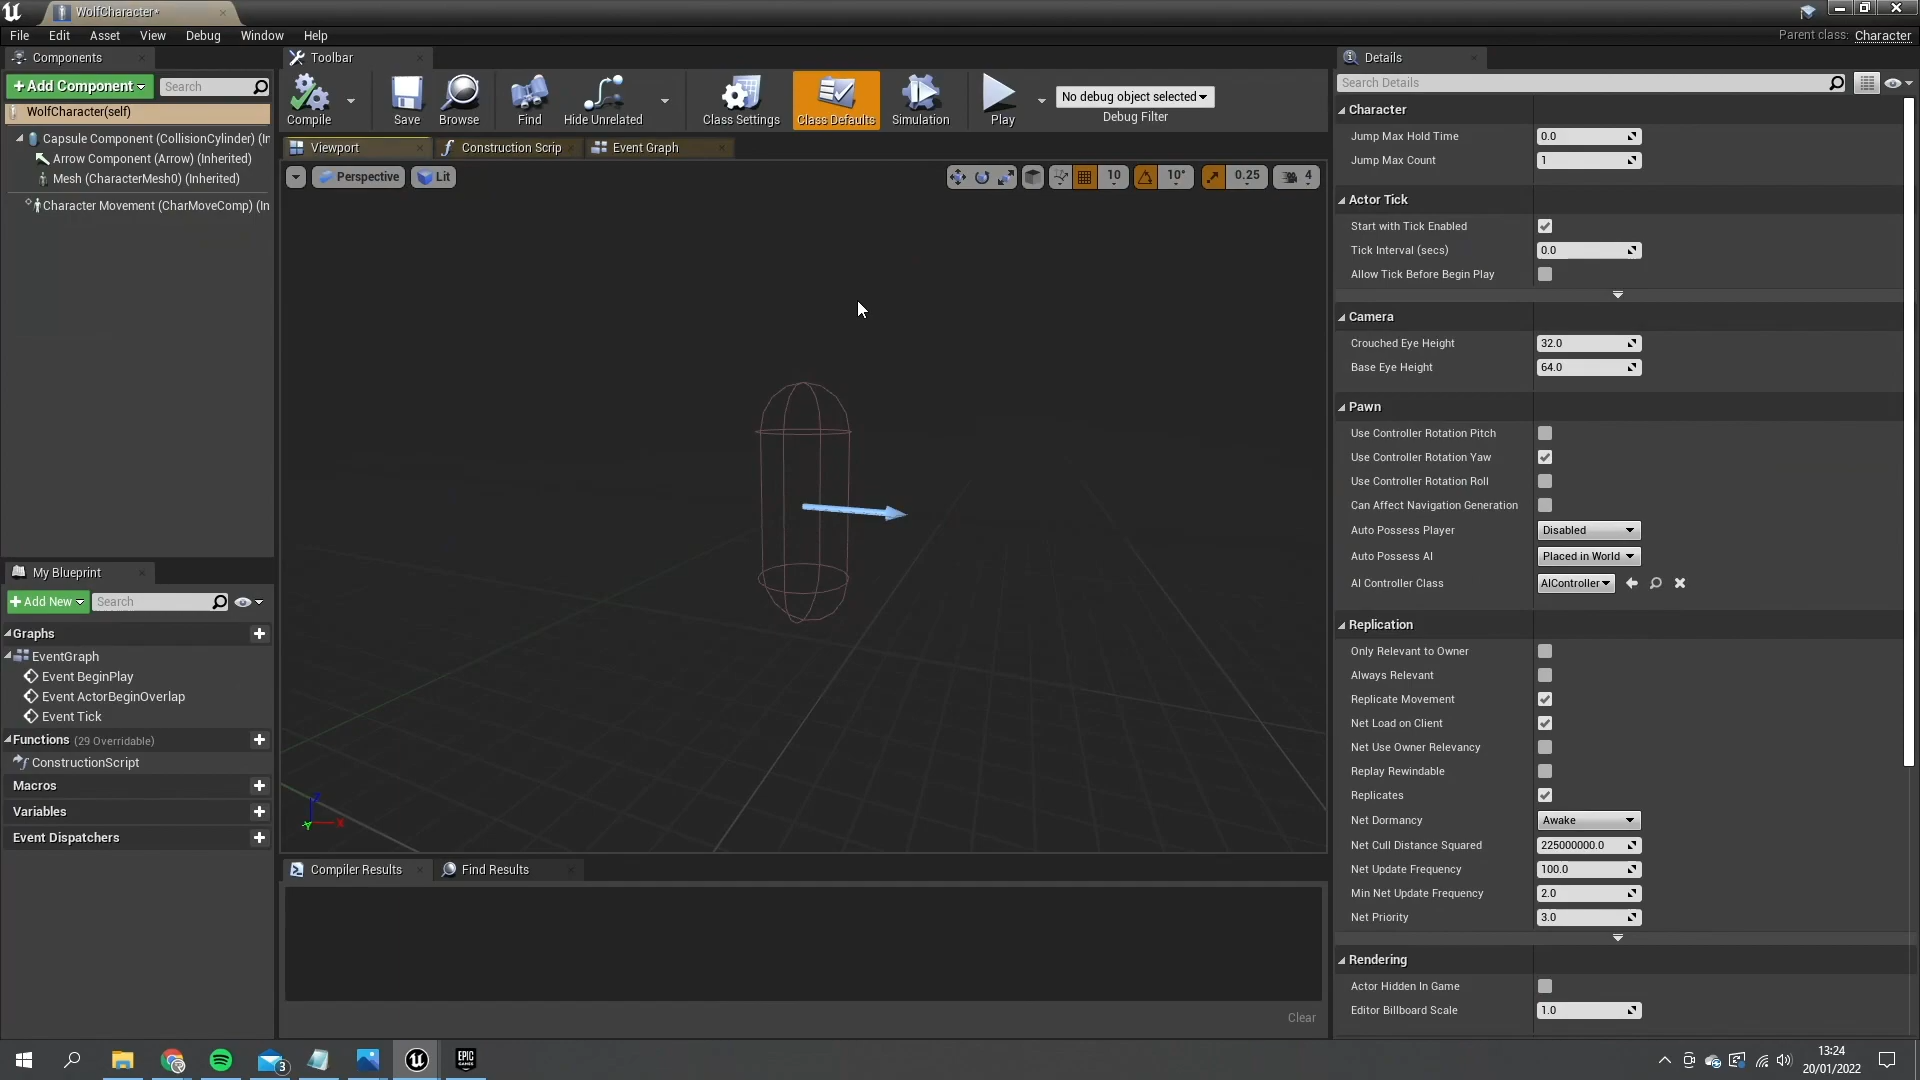 WolfCharacter*
File Edit Asset View Debug Window Help
Parent class: Character
Components
+Add Component
Search
WolfCharacter(self)
Capsule Component (CollisionCylinder) (In
Arrow Component (Arrow) (Inherited)
Mesh (CharacterMesh0) (Inherited)
Character Movement (CharMoveComp) (In
My Blueprint
+Add New
Search
Graphs
EventGraph
Event BeginPlay
Event ActorBeginOverlap
Event Tick
Functions (29 Overridable)
ConstructionScript
Macros
Variables
Event Dispatchers
Toolbar
Compile
Save
Browse
Find
Hide Unrelated
Class Settings
Class Defaults
Simulation
Play
No debug object selected
Debug Filter
Viewport
Construction Scrip
Event Graph
Perspective
Lit
10
10°
0.25
4
Z
X
Y
Compiler Results
Find Results
Clear
Details
Search Details
Character
Jump Max Hold Time 0.0
Jump Max Count 1
Actor Tick
Start with Tick Enabled
Tick Interval (secs) 0.0
Allow Tick Before Begin Play
Camera
Crouched Eye Height 32.0
Base Eye Height 64.0
Pawn
Use Controller Rotation Pitch
Use Controller Rotation Yaw
Use Controller Rotation Roll
Can Affect Navigation Generation
Auto Possess Player Disabled
Auto Possess AI Placed in World
AI Controller Class AIController
Replication
Only Relevant to Owner
Always Relevant
Replicate Movement
Net Load on Client
Net Use Owner Relevancy
Replay Rewindable
Replicates
Net Dormancy Awake
Net Cull Distance Squared 225000000.0
Net Update Frequency 100.0
Min Net Update Frequency 2.0
Net Priority 3.0
Rendering
Actor Hidden In Game
Editor Billboard Scale 1.0
3
EPIC
GAMES
13:24
20/01/2022